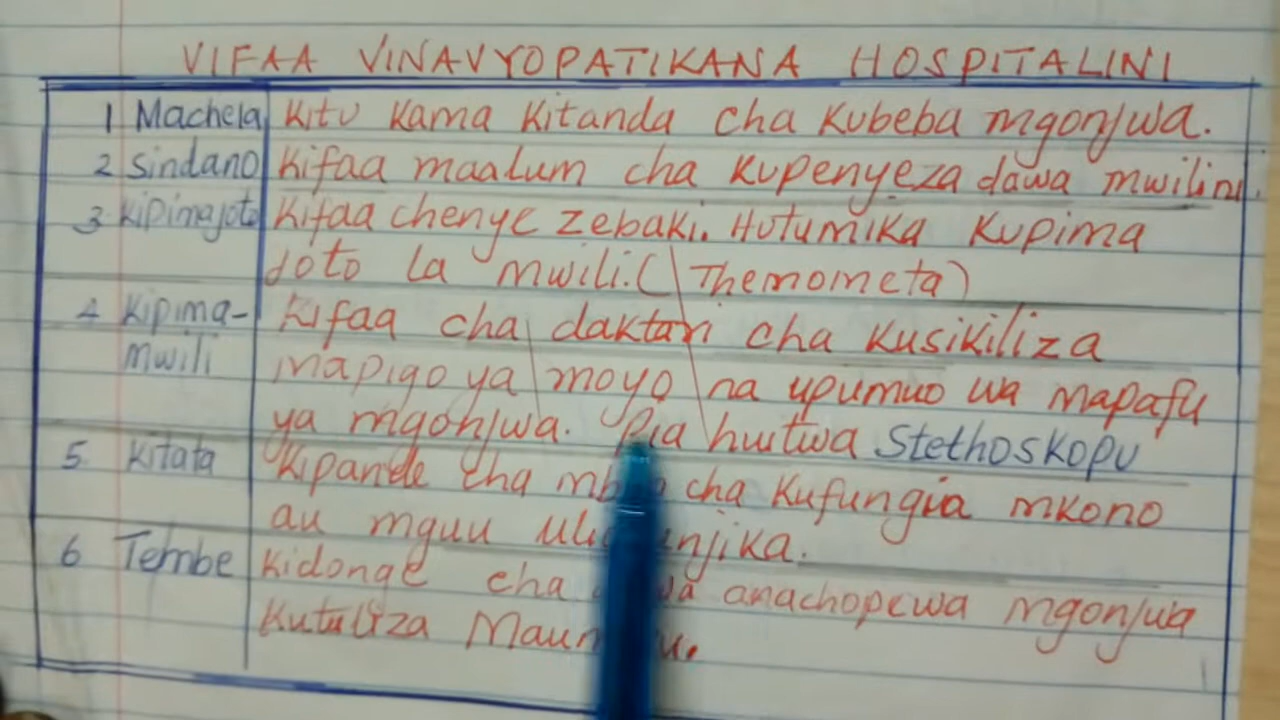 VIFAA VINAVYOPATIKANA HOSPITALINI
1 Machela Kitu kama kitanda cha kubeba mgonjwa.
2 Sindano Kifaa maalum cha kupenyeza dawa mwilini.
3. Kipimajoto Kifaa chenye zebaki. Hutumika kupima
joto la mwili. (Themometa)
4 Kipima- Kifaa cha daktari cha kusikiliza
mwili mapigo ya moyo na upumuo wa mapafu
ya mgonjwa. Pia huitwa Stethoskopu
5. Kitata Kipande cha cha kufungia mkono
au mguu
6 Tembe Kidonge cha anachopewa mgonjwa
kutuliza